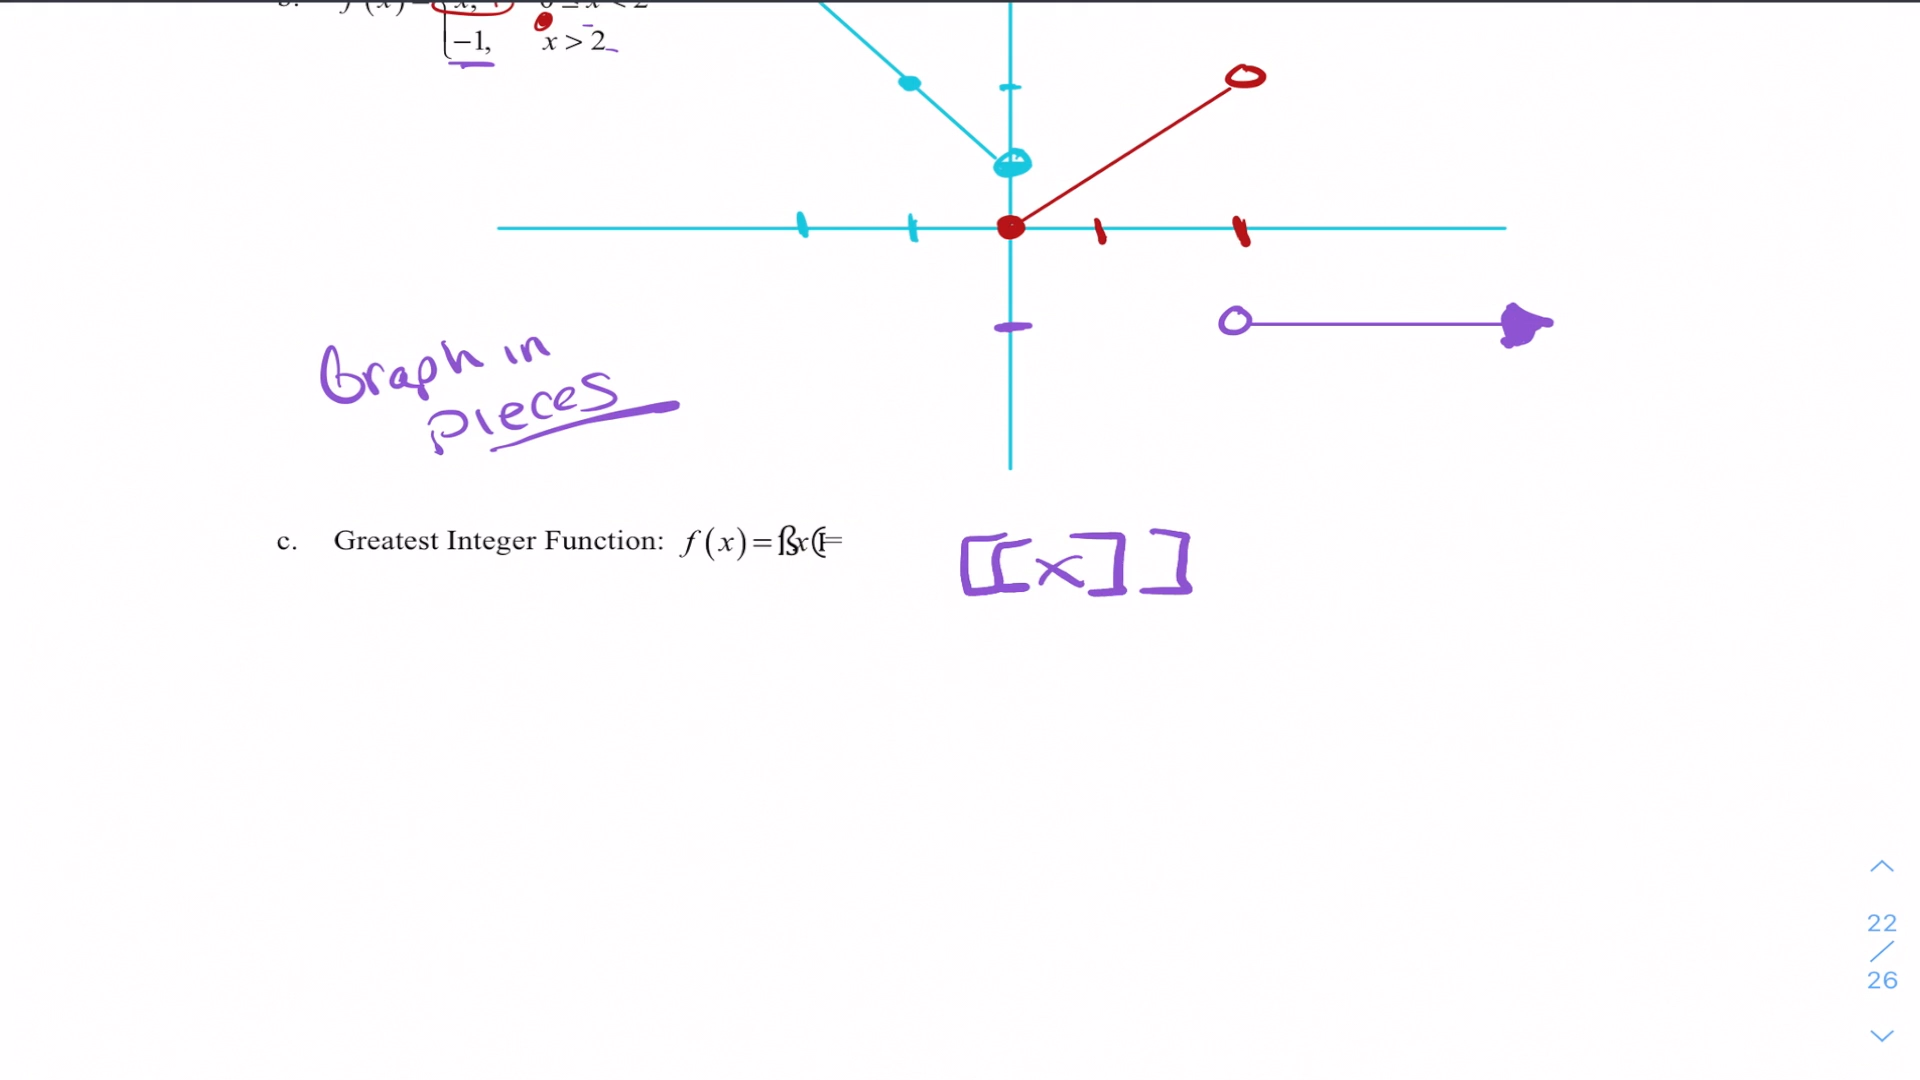 −1, x > 2
Graph in
pieces
c. Greatest Integer Function: f(x)=
[[x]]
22
/
26